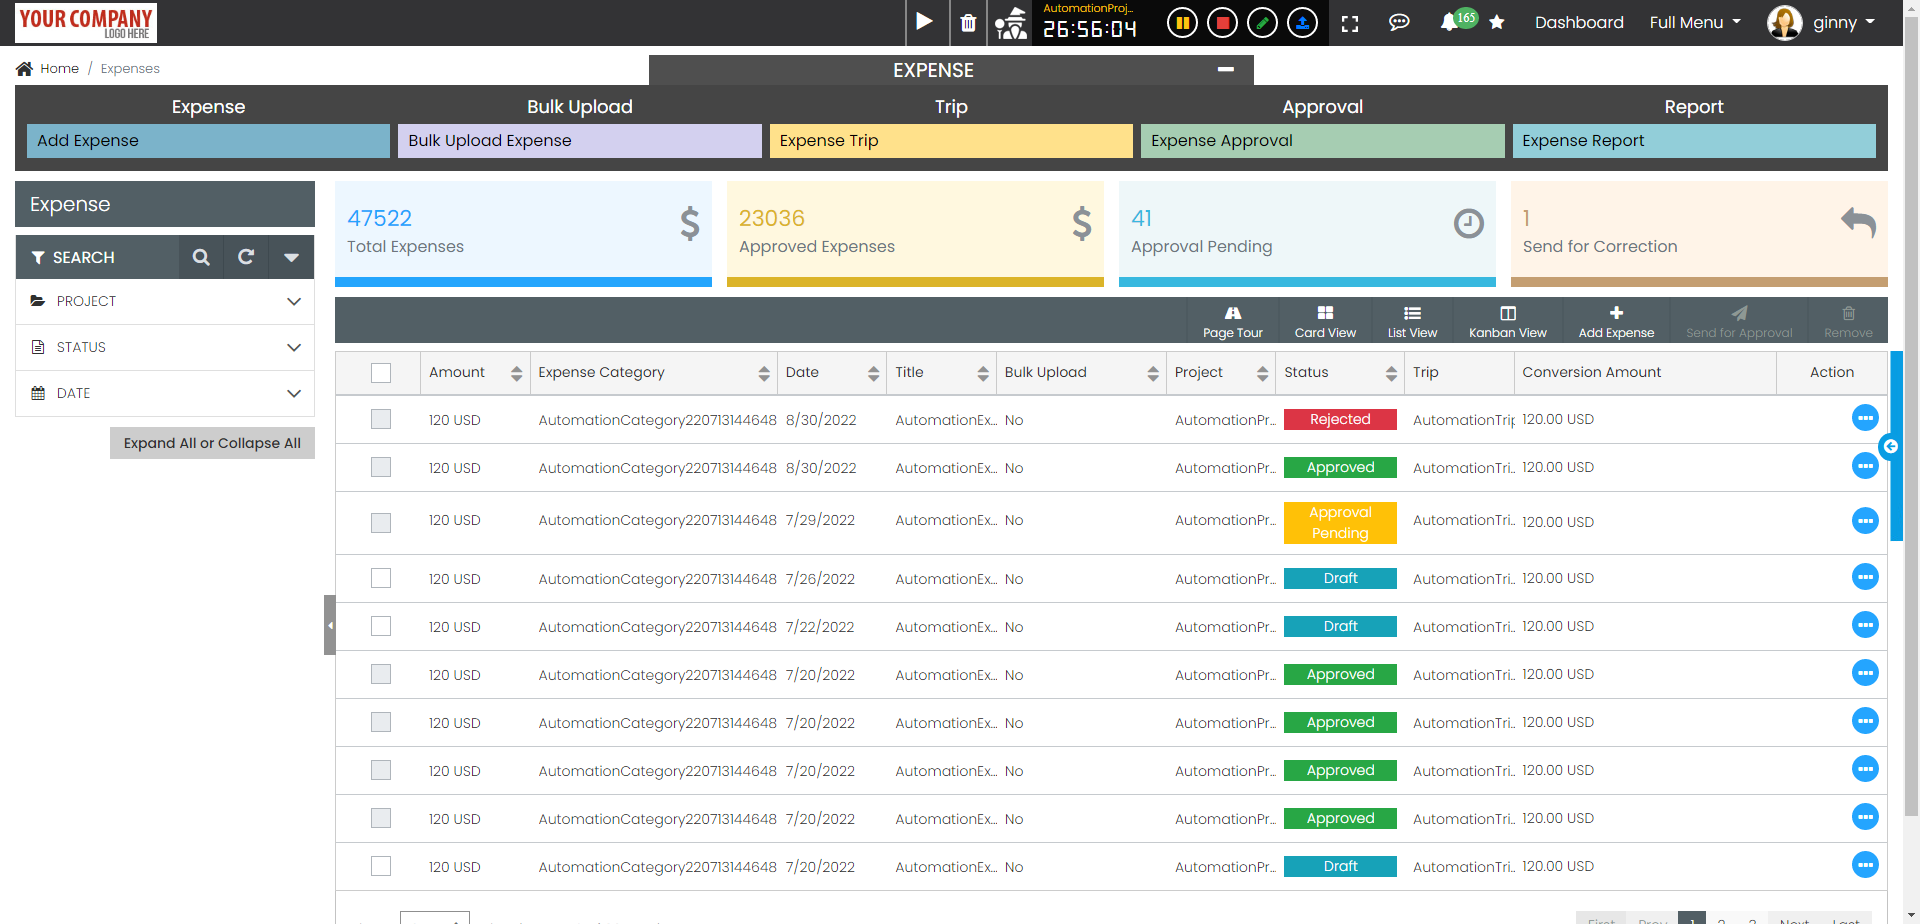 YOUR COMPANY
LOGO HERE
AutomationProj..
26:56:04
165
Dashboard
Full Menu
ginny
Home / Expenses
EXPENSE
Expense
Bulk Upload
Trip
Approval
Report
Add Expense
Bulk Upload Expense
Expense Trip
Expense Approval
Expense Report
Expense
SEARCH
PROJECT
STATUS
DATE
Expand All or Collapse All
47522
Total Expenses
23036
Approved Expenses
41
Approval Pending
1
Send for Correction
Page Tour
Card View
List View
Kanban View
Add Expense
Send for Approval
Remove
Amount Expense Category Date Title Bulk Upload Project Status Trip Conversion Amount Action
120 USD AutomationCategory220713144648 8/30/2022 AutomationEx... No AutomationPr... Rejected AutomationTrip 120.00 USD
120 USD AutomationCategory220713144648 8/30/2022 AutomationEx... No AutomationPr... Approved AutomationTri.. 120.00 USD
120 USD AutomationCategory220713144648 7/29/2022 AutomationEx... No AutomationPr... Approval Pending AutomationTri.. 120.00 USD
120 USD AutomationCategory220713144648 7/26/2022 AutomationEx... No AutomationPr... Draft AutomationTri.. 120.00 USD
120 USD AutomationCategory220713144648 7/22/2022 AutomationEx... No AutomationPr... Draft AutomationTri.. 120.00 USD
120 USD AutomationCategory220713144648 7/20/2022 AutomationEx... No AutomationPr... Approved AutomationTri.. 120.00 USD
120 USD AutomationCategory220713144648 7/20/2022 AutomationEx... No AutomationPr... Approved AutomationTri.. 120.00 USD
120 USD AutomationCategory220713144648 7/20/2022 AutomationEx... No AutomationPr... Approved AutomationTri.. 120.00 USD
120 USD AutomationCategory220713144648 7/20/2022 AutomationEx... No AutomationPr... Approved AutomationTri.. 120.00 USD
120 USD AutomationCategory220713144648 7/20/2022 AutomationEx... No AutomationPr... Draft AutomationTri.. 120.00 USD
First Prev 1 2 3 Next Last